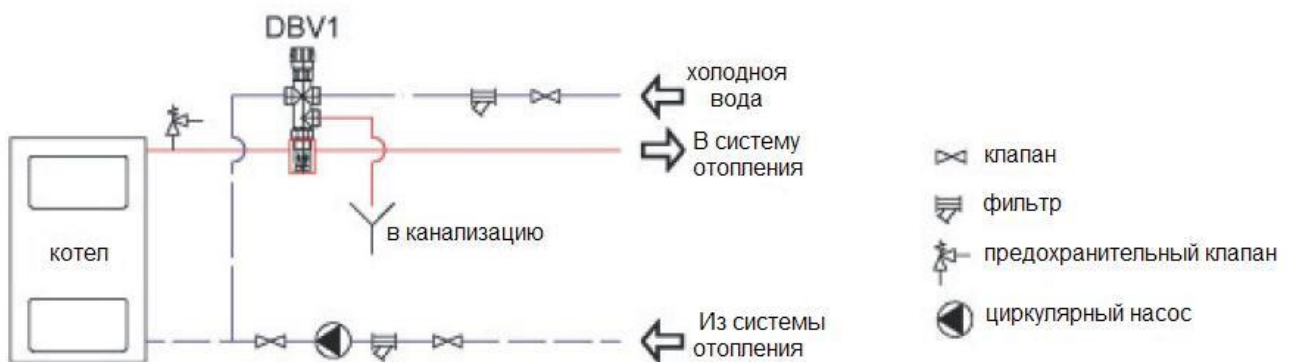 DBV1
холодноя
вода
В систему
отопления
в канализацию
котел
Из системы
отопления
клапан
фильтр
предохранительный клапан
циркулярный насос